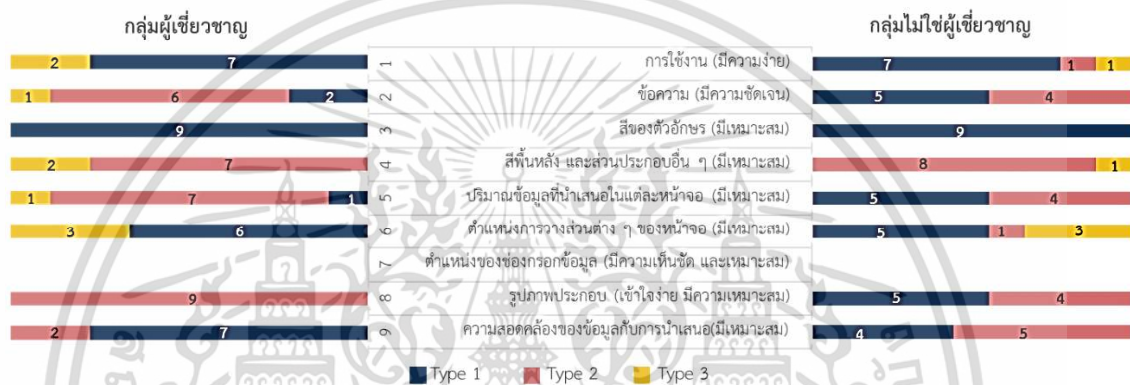 กลุ่มผู้เชี่ยวชาญ กลุ่มไม่ใช่ผู้เชี่ยวชาญ
2 7 1 การใช้งาน (มีความง่าย) 7 1 1
1 6 2 2 ข้อความ (มีความชัดเจน) 5 4
9 3 สีของตัวอักษร (มีเหมาะสม) 9
2 7 4 สีพื้นหลัง และส่วนประกอบอื่น ๆ (มีเหมาะสม) 8 1
1 7 1 5 ปริมาณข้อมูลที่นำเสนอในแต่ละหน้าจอ (มีเหมาะสม) 5 4
3 6 6 ตำแหน่งการวางส่วนต่าง ๆ ของหน้าจอ (มีเหมาะสม) 5 1 3
7 ตำแหน่งของช่องกรอกข้อมูล (มีความเห็นชัด และเหมาะสม)
9 8 รูปภาพประกอบ (เข้าใจง่าย มีความเหมาะสม) 5 4
2 7 9 ความสอดคล้องของข้อมูลกับการนำเสนอ(มีเหมาะสม) 4 5
Type 1 Type 2 Type 3